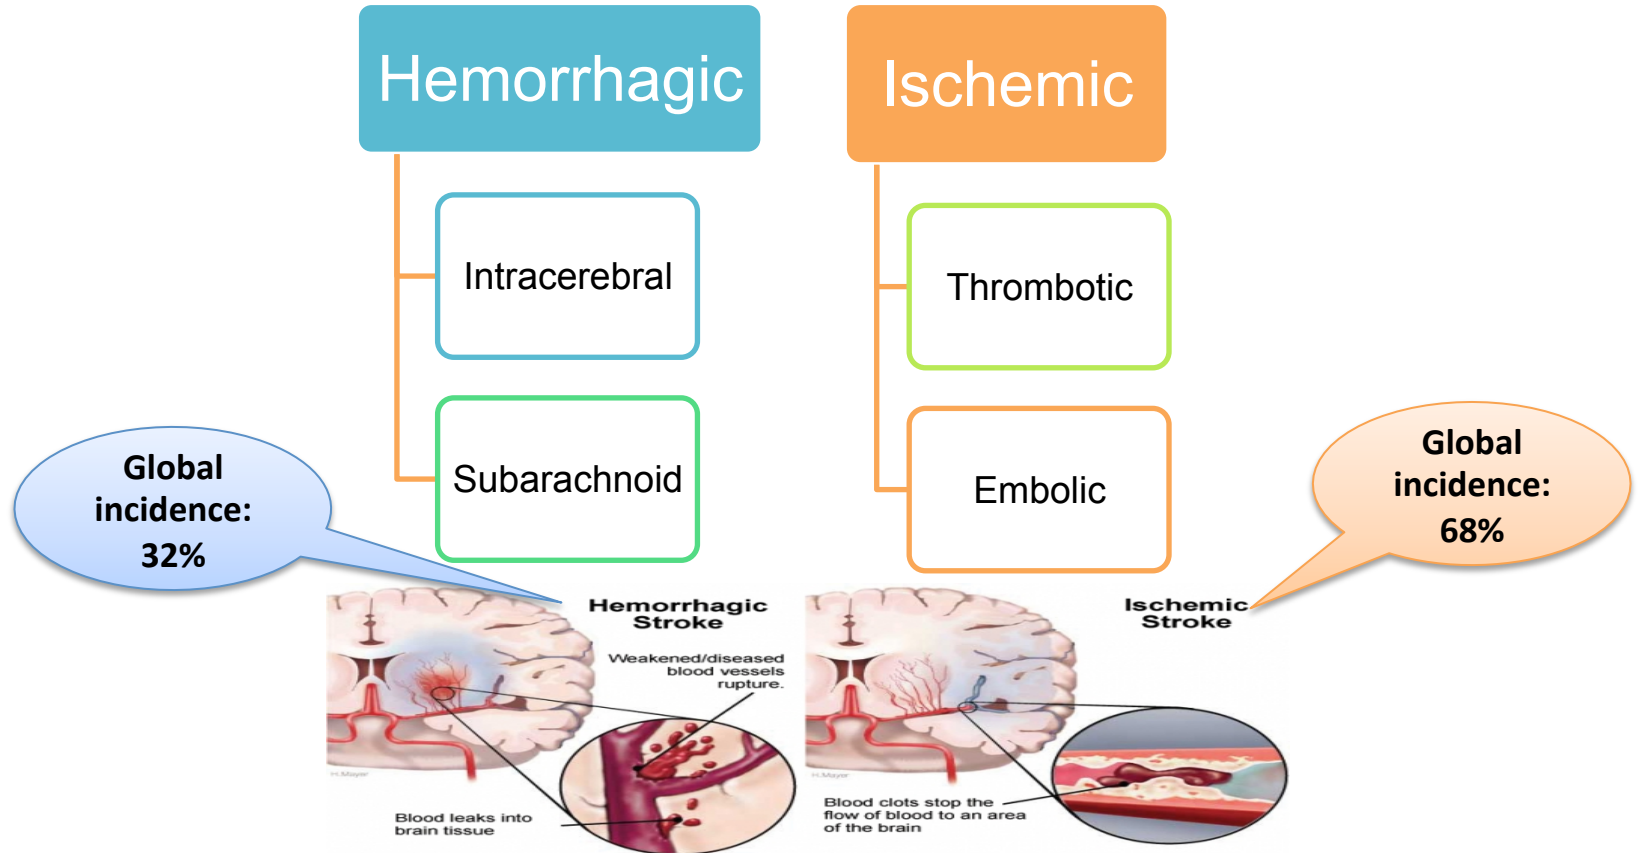 Hemorrhagic
Intracerebral
Subarachnoid
Ischemic
Thrombotic
Embolic
Global
incidence:
32%
Global
incidence:
68%
Hemorrhagic
Stroke
Weakened/diseased
blood vessels
rupture.
Blood leaks into
brain tissue
Ischemic
Stroke
Blood clots stop the
flow of blood to an area
of the brain